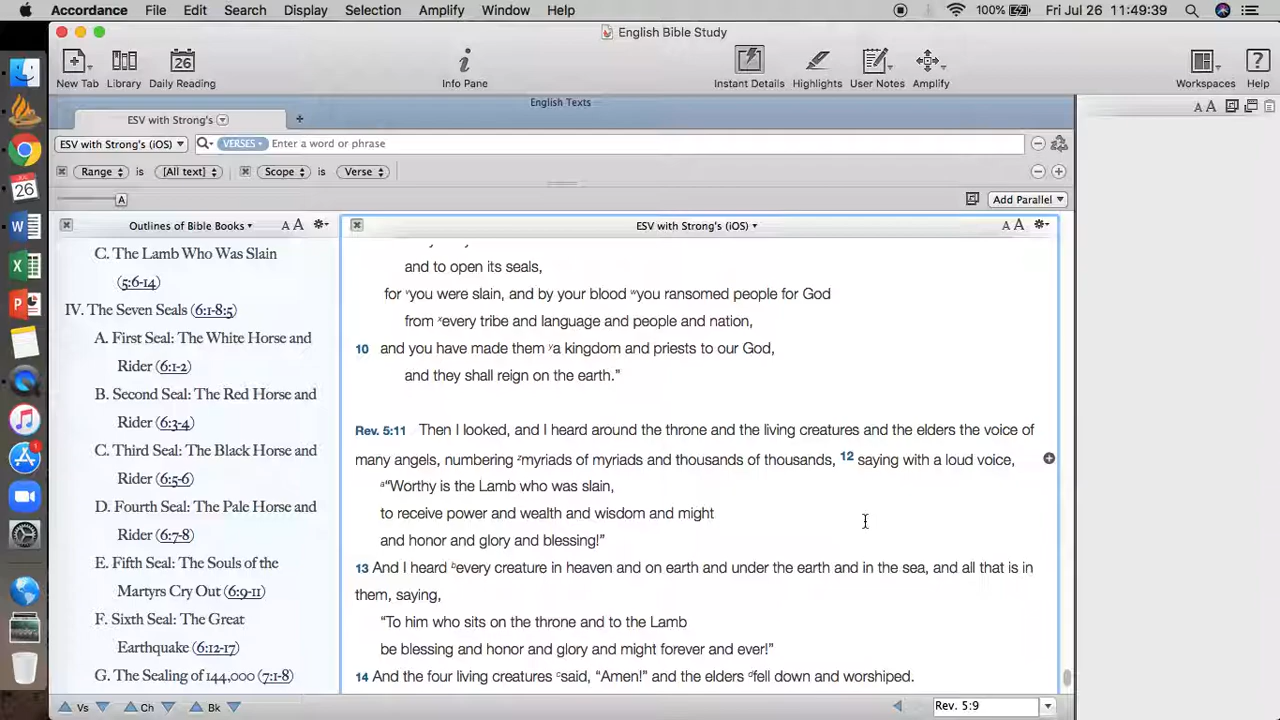 Accordance File Edit Search Display Selection Amplify Window Help 100% Fri Jul 26 11:49:39
English Bible Study
26
New Tab Library Daily Reading Info Pane Instant Details Highlights User Notes Amplify Workspaces Help
English Texts
ESV with Strong's +
A A
ESV with Strong's (iOS) VERSES Enter a word or phrase
Range is [All text] Scope is Verse
A Add Parallel
Outlines of Bible Books A A
C. The Lamb Who Was Slain
(5:6-14)
IV. The Seven Seals (6:1-8:5)
A. First Seal: The White Horse and
Rider (6:1-2)
B. Second Seal: The Red Horse and
Rider (6:3-4)
C. Third Seal: The Black Horse and
Rider (6:5-6)
D. Fourth Seal: The Pale Horse and
Rider (6:7-8)
E. Fifth Seal: The Souls of the
Martyrs Cry Out (6:9-11)
F. Sixth Seal: The Great
Earthquake (6:12-17)
G. The Sealing of 144,000 (7:1-8)
ESV with Strong's (iOS) A A
and to open its seals,
for vyou were slain, and by your blood wyou ransomed people for God
from xevery tribe and language and people and nation,
10 and you have made them ya kingdom and priests to our God,
and they shall reign on the earth.”
Rev. 5:11 Then I looked, and I heard around the throne and the living creatures and the elders the voice of
many angels, numbering zmyriads of myriads and thousands of thousands, 12 saying with a loud voice,
a“Worthy is the Lamb who was slain,
to receive power and wealth and wisdom and might
and honor and glory and blessing!”
13 And I heard bevery creature in heaven and on earth and under the earth and in the sea, and all that is in
them, saying,
“To him who sits on the throne and to the Lamb
be blessing and honor and glory and might forever and ever!”
14 And the four living creatures csaid, “Amen!” and the elders dfell down and worshiped.
Vs Ch Bk Rev. 5:9
26
1